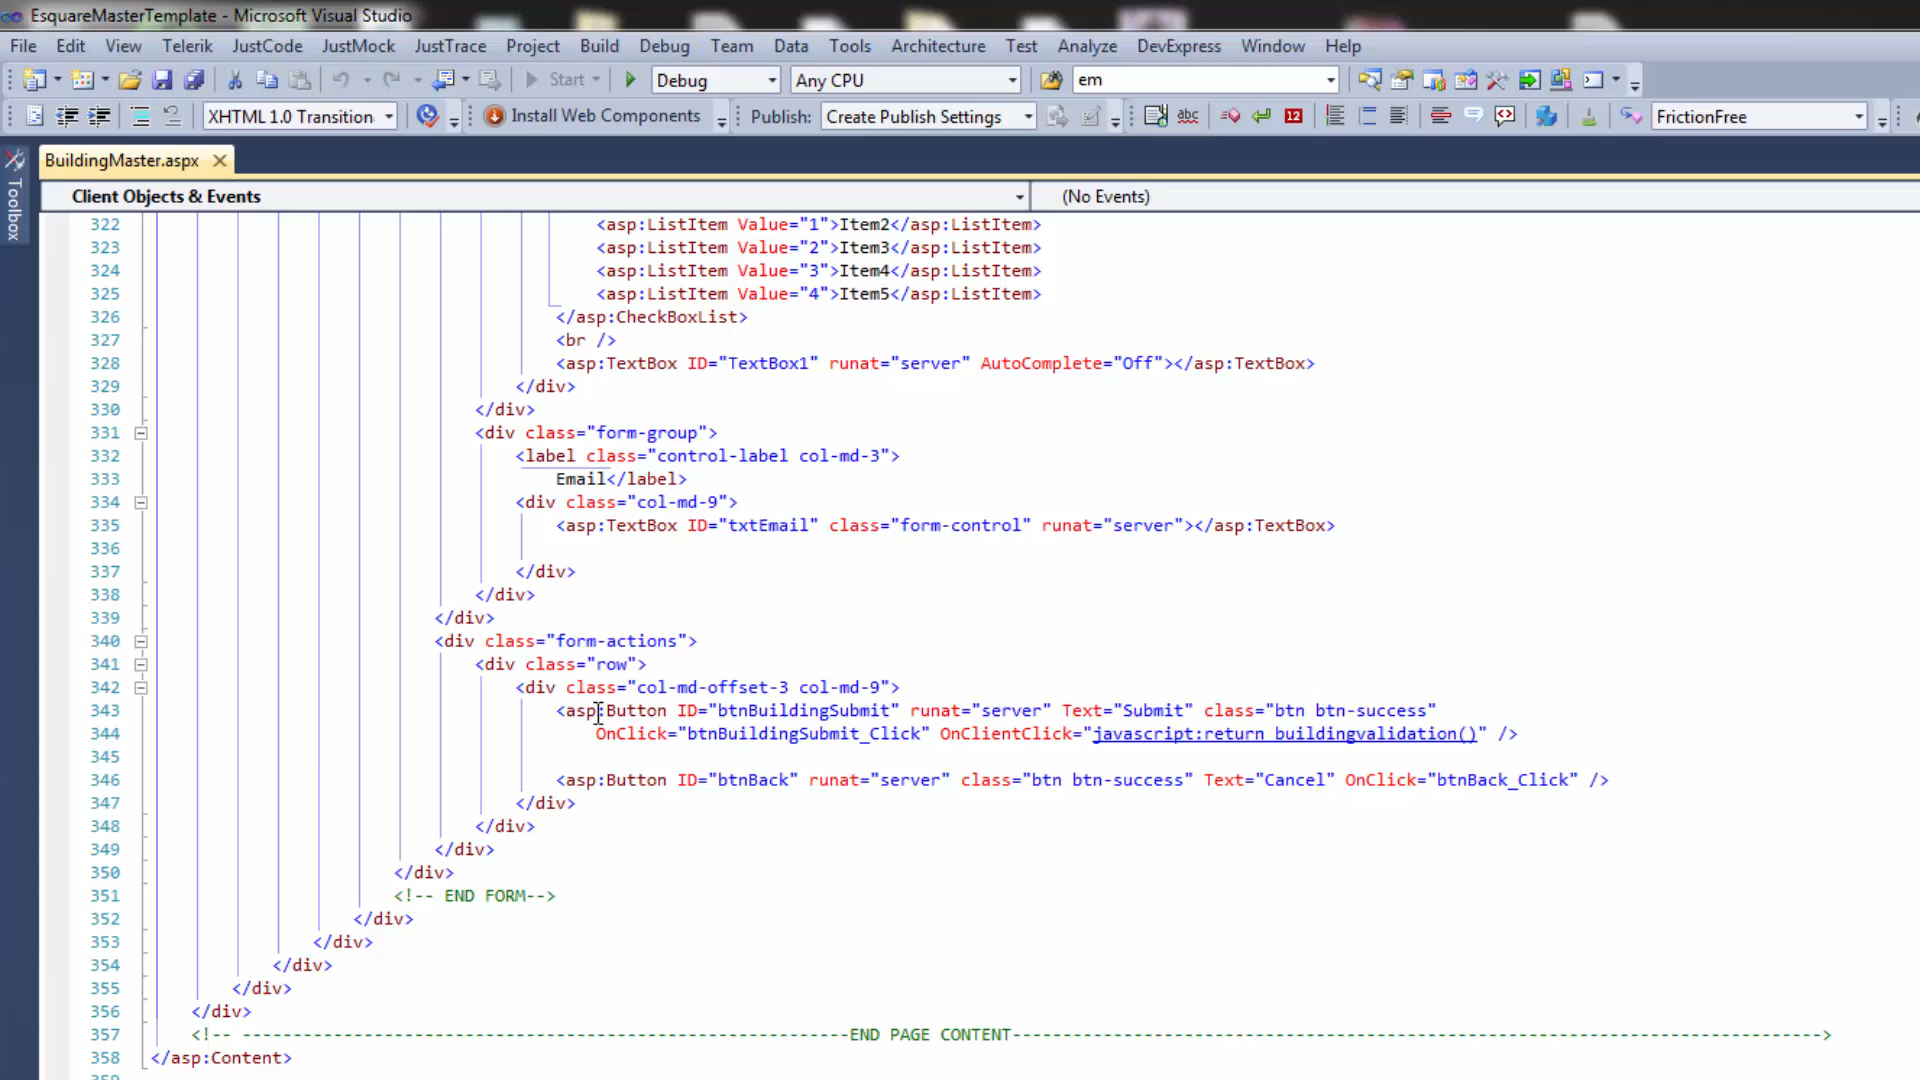 EsquareMasterTemplate - Microsoft Visual Studio
File Edit View Telerik JustCode JustMock JustTrace Project Build Debug Team Data Tools Architecture Test Analyze DevExpress Window Help
Start Debug Any CPU em
XHTML 1.0 Transition Install Web Components Publish: Create Publish Settings abc 12 FrictionFree
Toolbox
BuildingMaster.aspx
Client Objects & Events (No Events)
322 <asp:ListItem Value="1">Item2</asp:ListItem>
323 <asp:ListItem Value="2">Item3</asp:ListItem>
324 <asp:ListItem Value="3">Item4</asp:ListItem>
325 <asp:ListItem Value="4">Item5</asp:ListItem>
326 </asp:CheckBoxList>
327 <br />
328 <asp:TextBox ID="TextBox1" runat="server" AutoComplete="Off"></asp:TextBox>
329 </div>
330 </div>
331 <div class="form-group">
332 <label class="control-label col-md-3">
333 Email</label>
334 <div class="col-md-9">
335 <asp:TextBox ID="txtEmail" class="form-control" runat="server"></asp:TextBox>
336
337 </div>
338 </div>
339 </div>
340 <div class="form-actions">
341 <div class="row">
342 <div class="col-md-offset-3 col-md-9">
343 <asp:Button ID="btnBuildingSubmit" runat="server" Text="Submit" class="btn btn-success"
344 OnClick="btnBuildingSubmit_Click" OnClientClick="javascript:return buildingvalidation()" />
345
346 <asp:Button ID="btnBack" runat="server" class="btn btn-success" Text="Cancel" OnClick="btnBack_Click" />
347 </div>
348 </div>
349 </div>
350 </div>
351 <!-- END FORM-->
352 </div>
353 </div>
354 </div>
355 </div>
356 </div>
357 <!-- ------------------------------------------------------------END PAGE CONTENT-------------------------------------------------------------------------------->
358 </asp:Content>